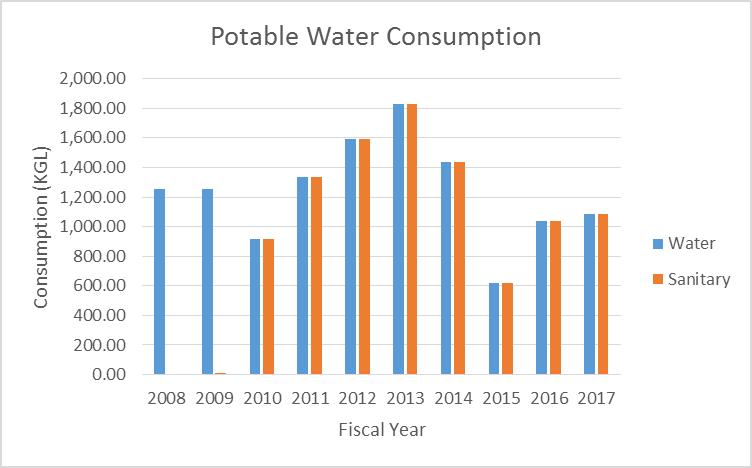 Potable Water Consumption
2,000.00
1,800.00
1,600.00
1,400.00
1,200.00
1,000.00
800.00
600.00
400.00
200.00
0.00
Consumption (KGL)
2008 2009 2010 2011 2012 2013 2014 2015 2016 2017
Fiscal Year
Water
Sanitary